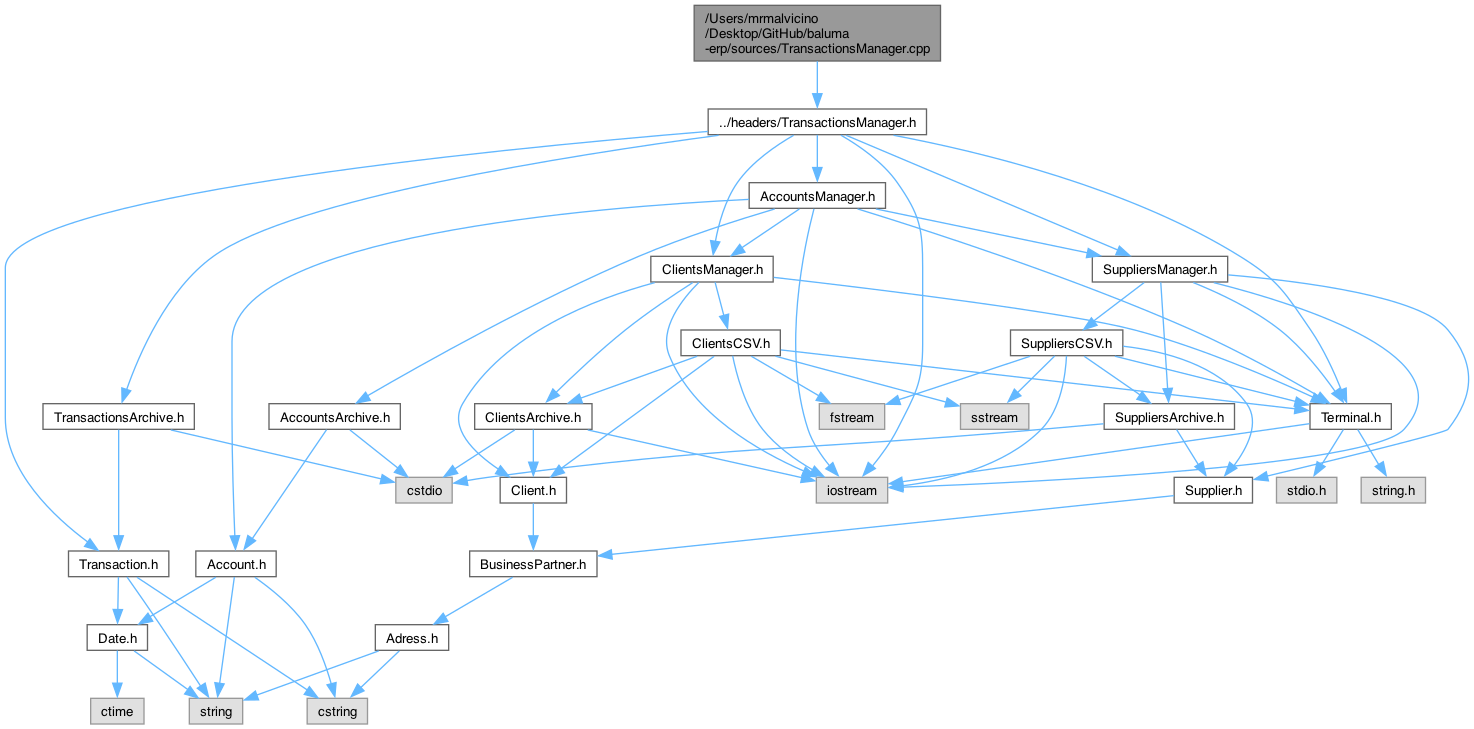 /Users/mrmalvicino
/Desktop/GitHub/baluma
-erp/sources/TransactionsManager.cpp
../headers/TransactionsManager.h
AccountsManager.h
ClientsManager.h
SuppliersManager.h
ClientsCSV.h
SuppliersCSV.h
TransactionsArchive.h
AccountsArchive.h
ClientsArchive.h
fstream
sstream
SuppliersArchive.h
Terminal.h
cstdio
Client.h
iostream
Supplier.h
stdio.h
string.h
Transaction.h
Account.h
BusinessPartner.h
Date.h
Adress.h
ctime
string
cstring